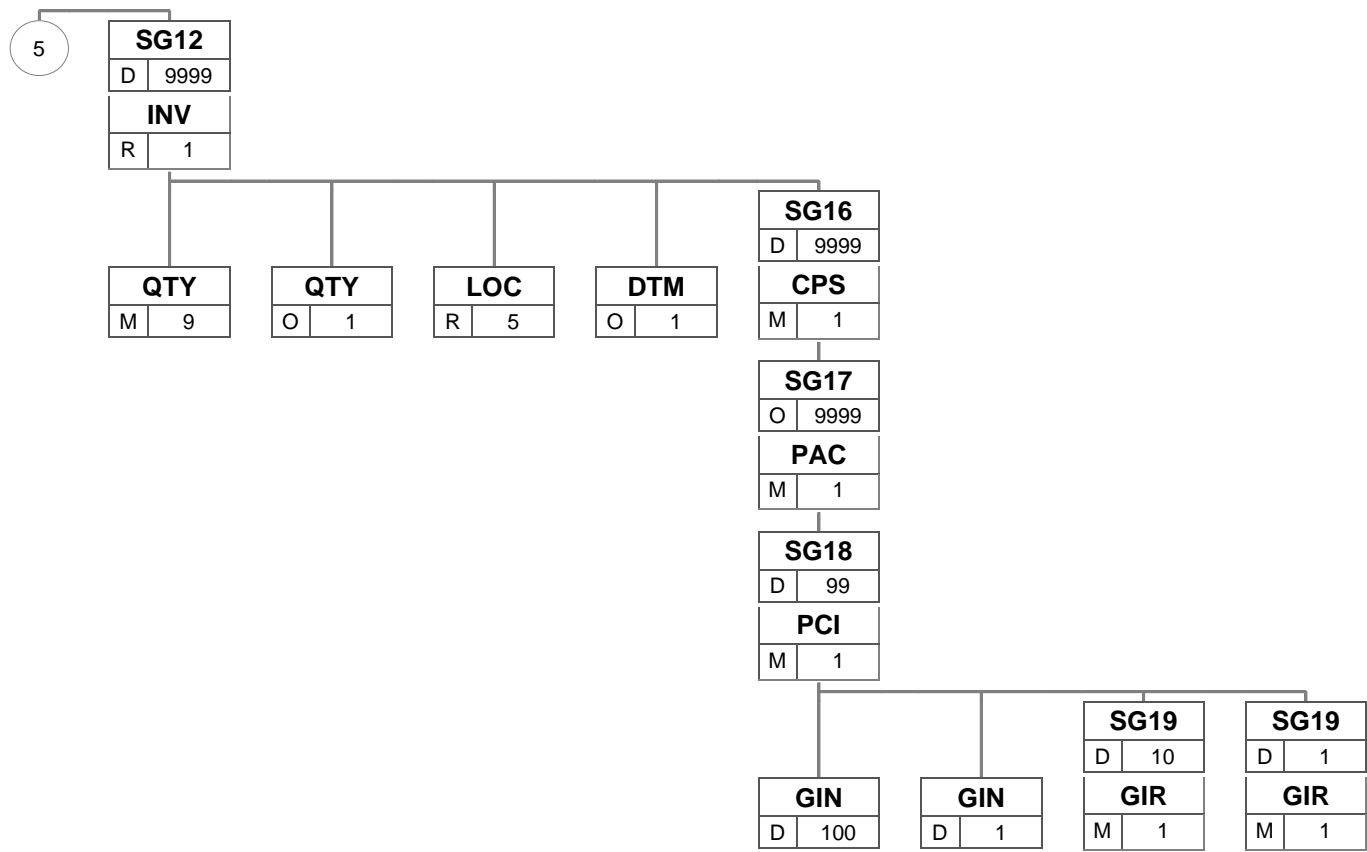 5
SG12
D 9999
INV
R 1
SG16
D 9999
QTY QTY LOC DTM CPS
M 9 O 1 R 5 O 1 M 1
SG17
O 9999
PAC
M 1
SG18
D 99
PCI
M 1
SG19 SG19
D 10 D 1
GIN GIN GIR GIR
D 100 D 1 M 1 M 1